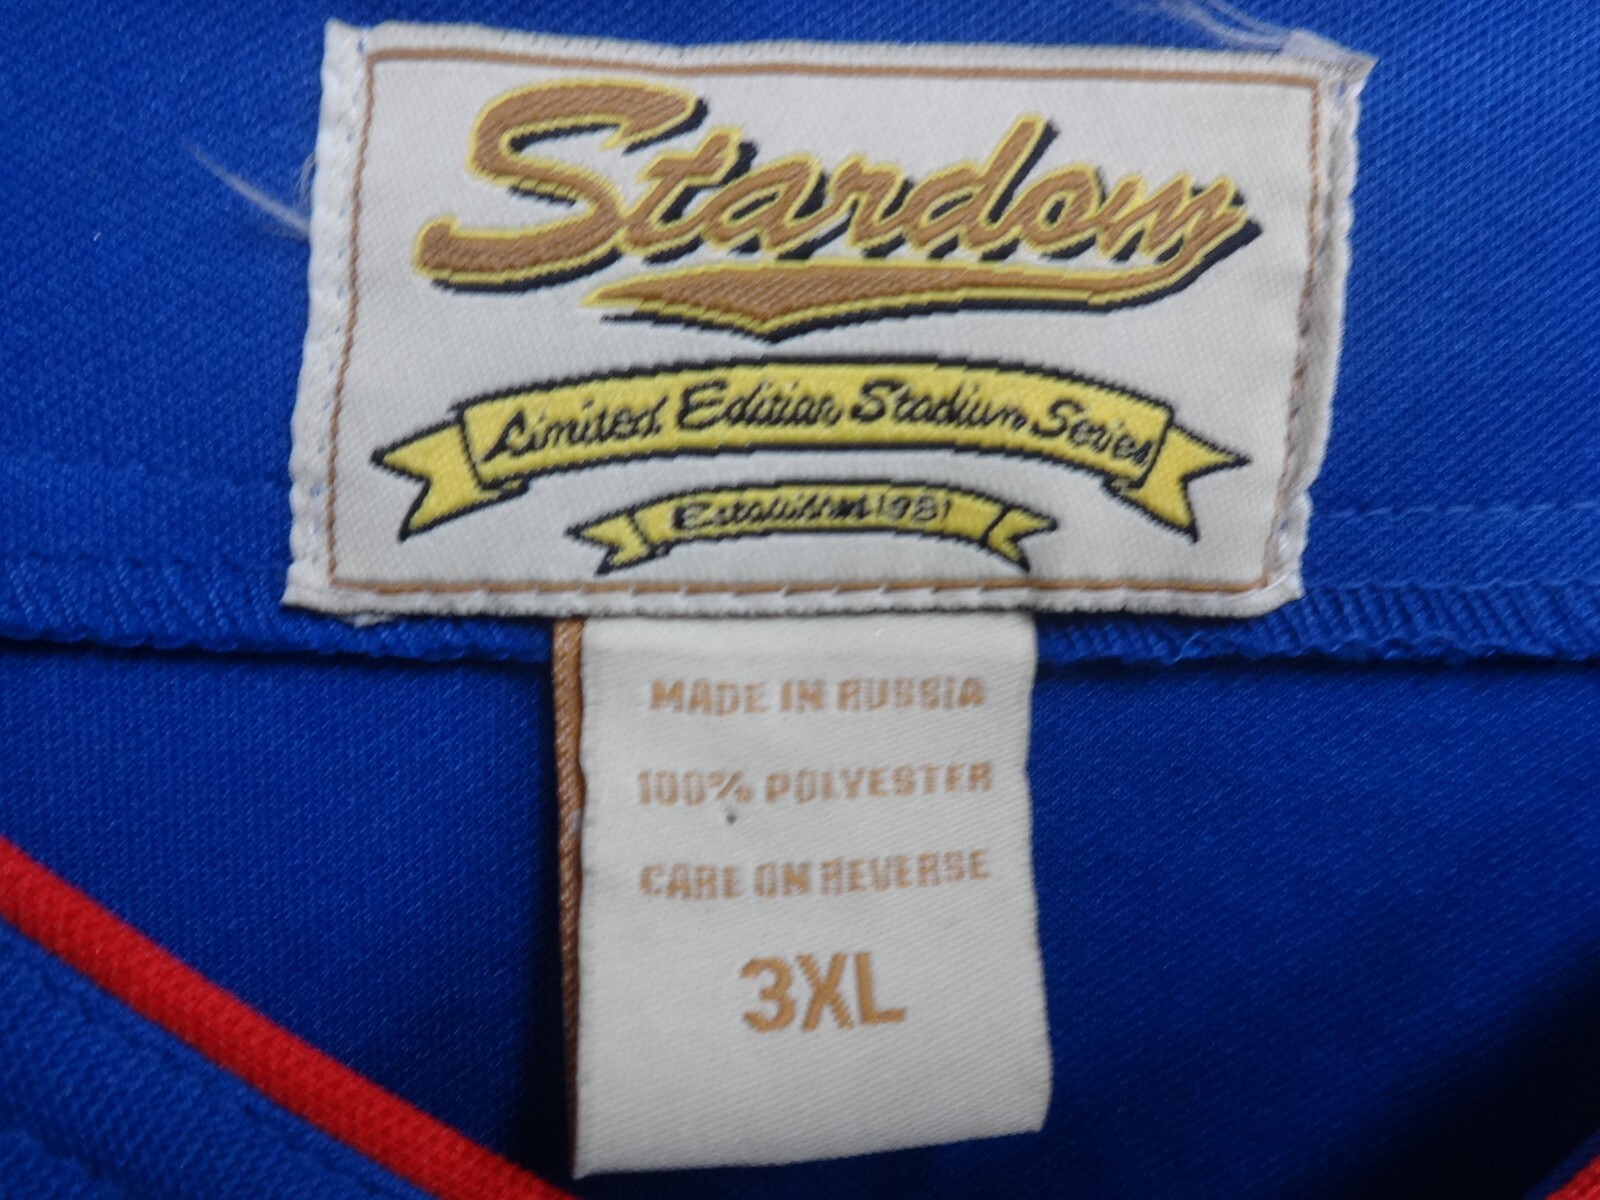 Stardom
Limited Edition Stadium Series
Established 1981
MADE IN RUSSIA
100% POLYESTER
CARE ON REVERSE
3XL